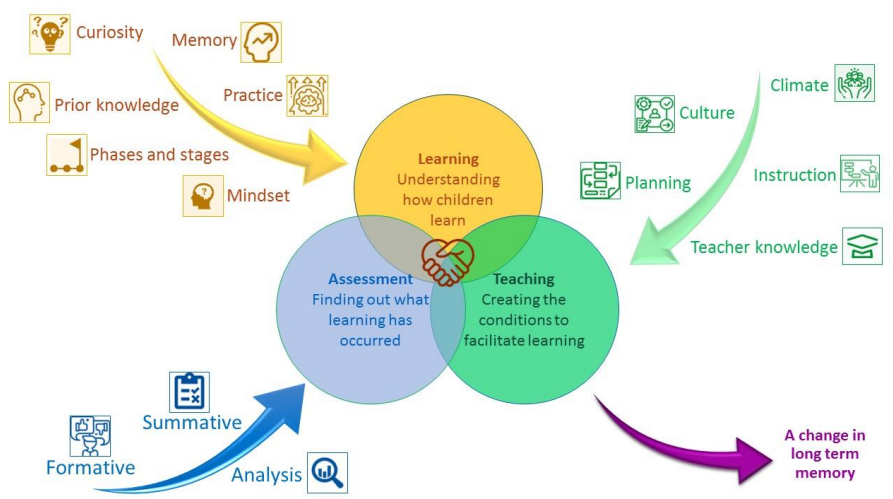 Curiosity
Memory
Prior knowledge
Practice
Phases and stages
Mindset
Climate
Culture
Planning
Instruction
Teacher knowledge
Learning
Understanding
how children
learn
Assessment
Finding out what
learning has
occurred
Teaching
Creating the
conditions to
facilitate learning
Summative
Formative
Analysis
A change in
long term
memory